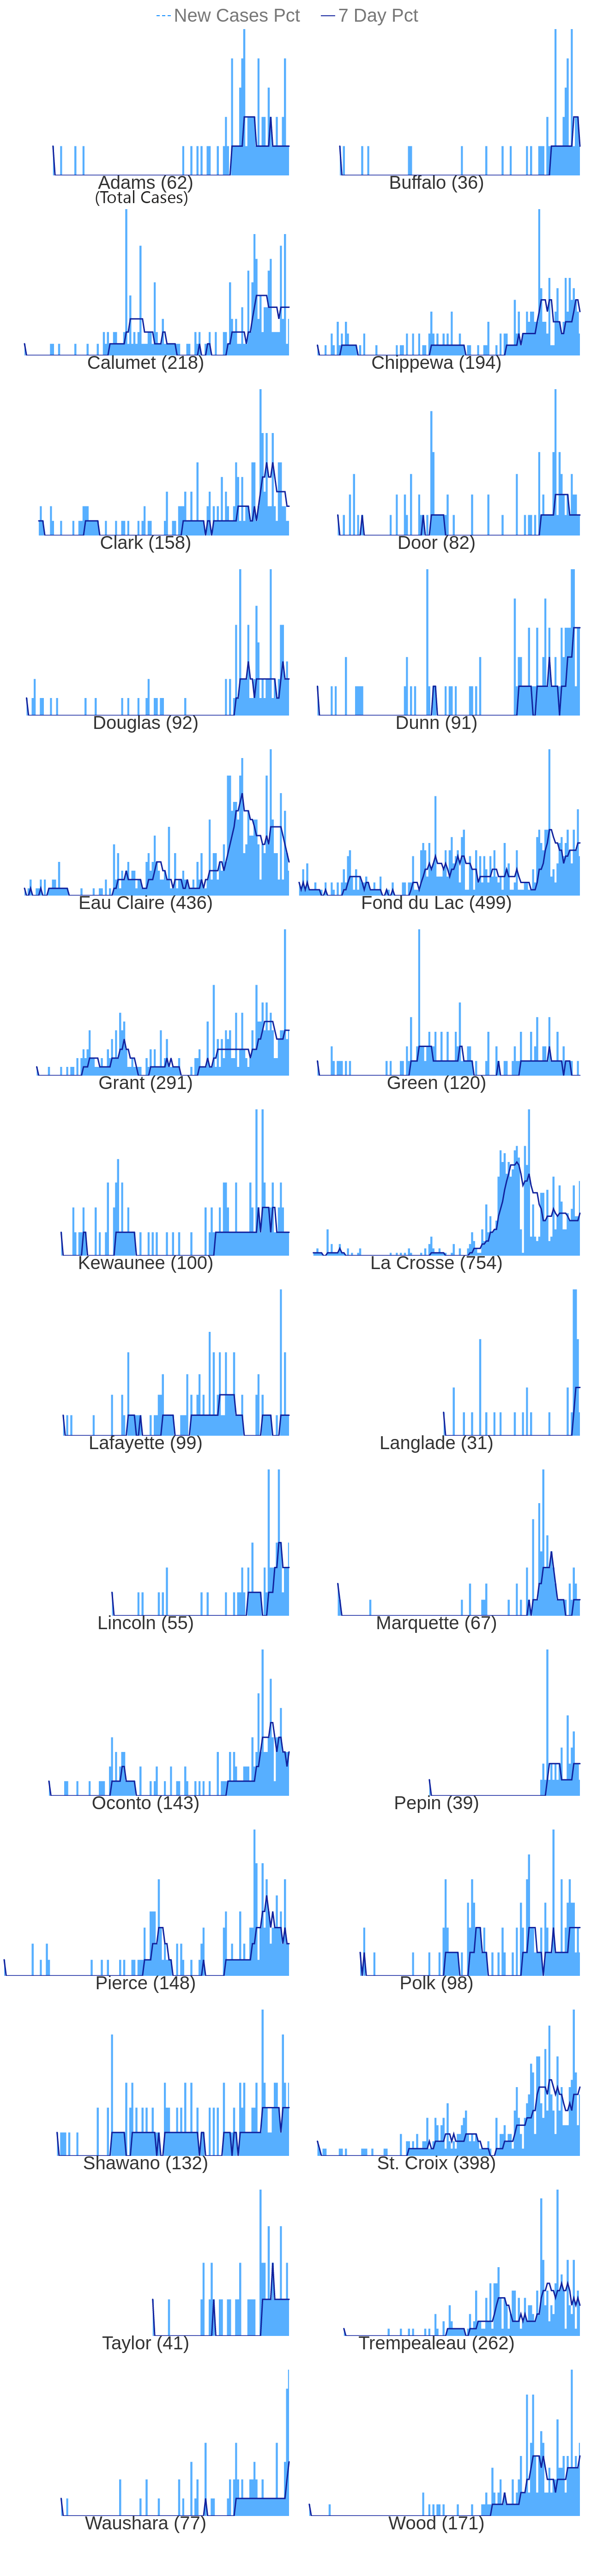 New Cases Pct 7 Day Pct
Adams (62) Buffalo (36)
(Total Cases)
Calumet (218) Chippewa (194)
Clark (158) Door (82)
Douglas (92) Dunn (91)
Eau Claire (436) Fond du Lac (499)
Grant (291) Green (120)
Kewaunee (100) La Crosse (754)
Lafayette (99) Langlade (31)
Lincoln (55) Marquette (67)
Oconto (143) Pepin (39)
Pierce (148) Polk (98)
Shawano (132) St. Croix (398)
Taylor (41) Trempealeau (262)
Waushara (77) Wood (171)